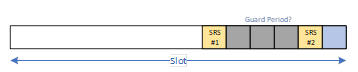 Guard Period?
SRS
#1
SRS
#2
Slot